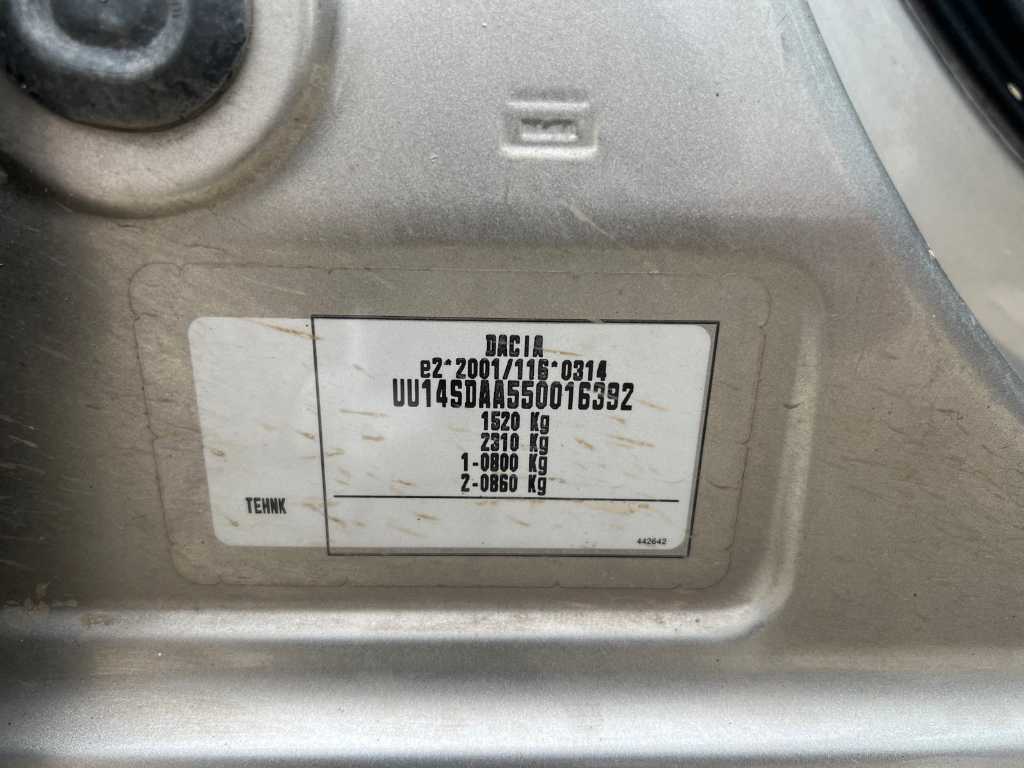 DACIA
e2*2001/116*0314
UU14SDAA550016392
1520 Kg
2310 Kg
1-0800 Kg
2-0860 Kg
TEHNK
442642